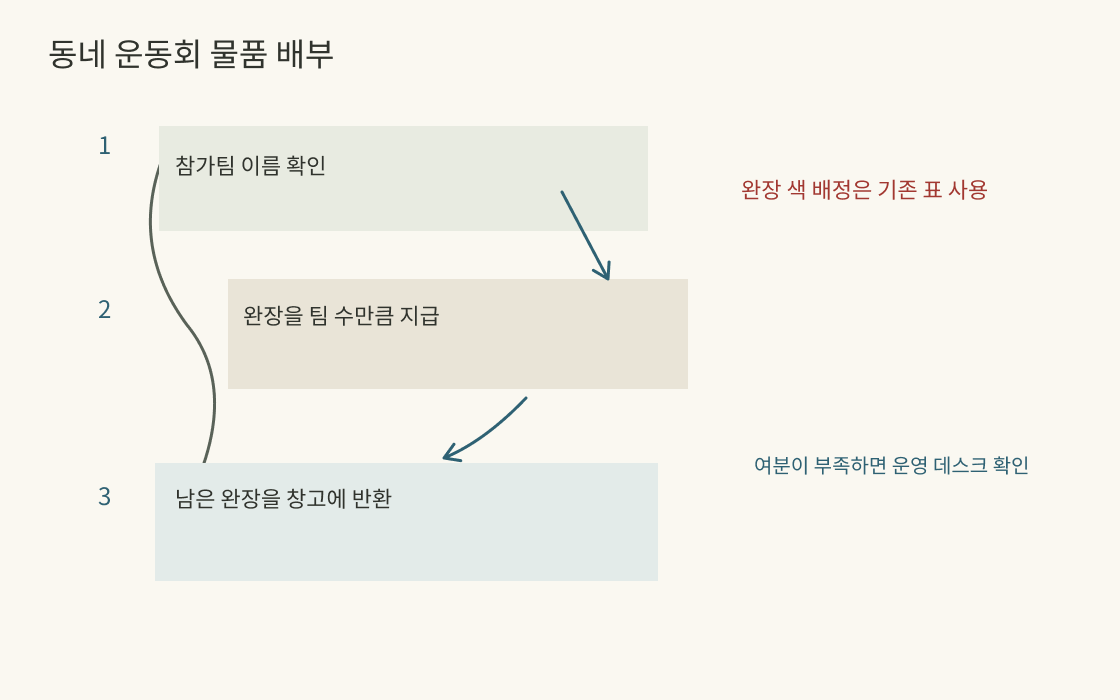 동네 운동회 물품 배부
1
참가팀 이름 확인
완장 색 배정은 기존 표 사용
2
완장을 팀 수만큼 지급
여분이 부족하면 운영 데스크 확인
3
남은 완장을 창고에 반환